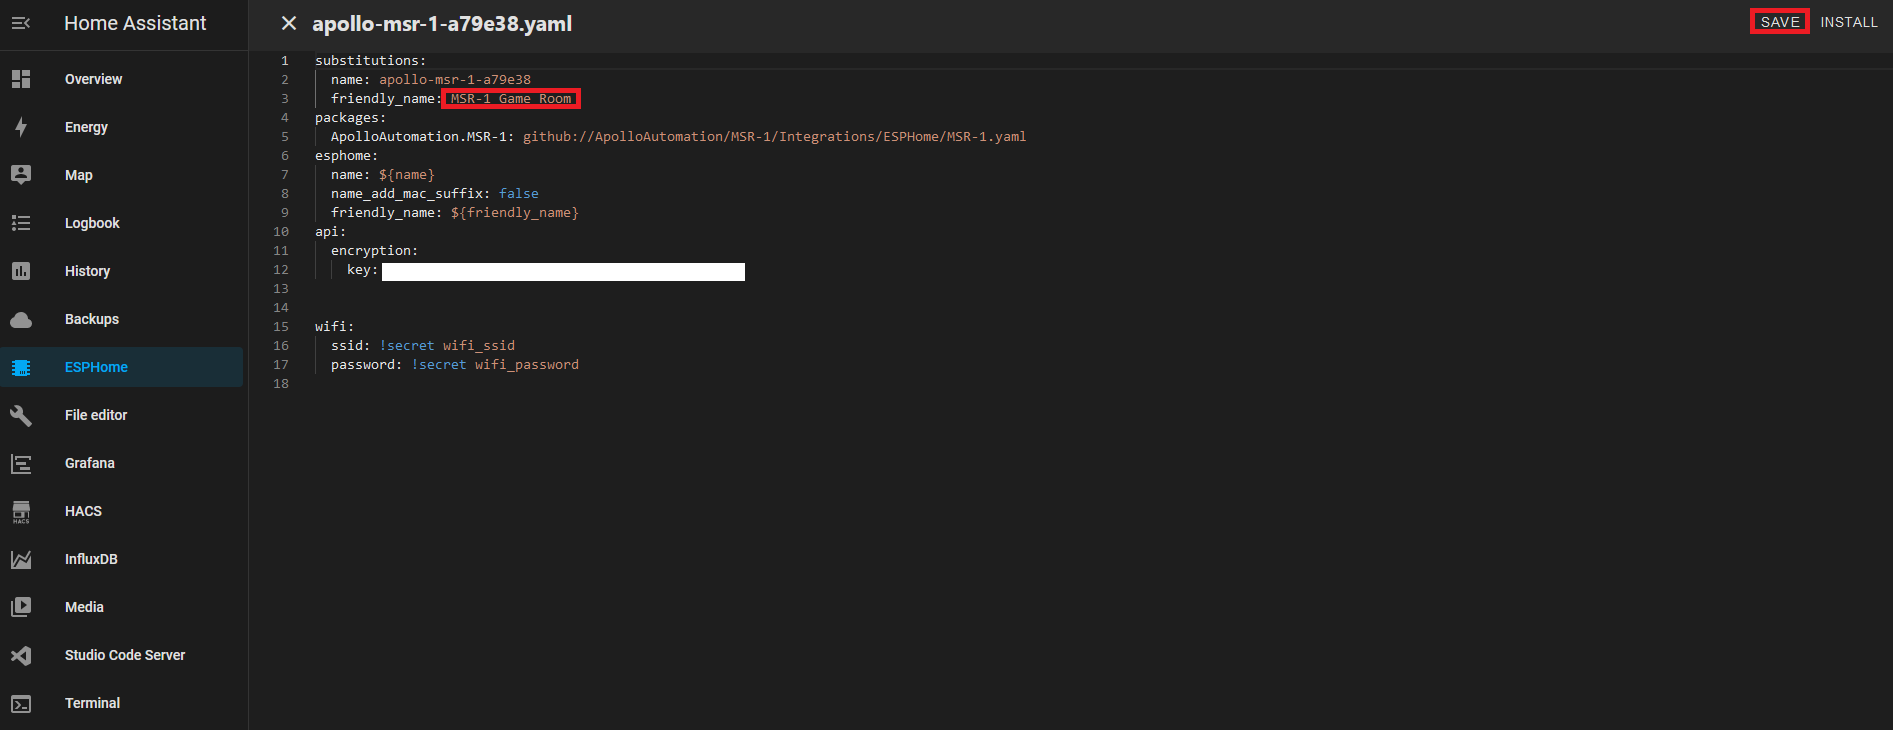 Home Assistant
Overview
Energy
Map
Logbook
History
Backups
ESPHome
File editor
Grafana
HACS
HACS
InfluxDB
Media
Studio Code Server
Terminal
apollo-msr-1-a79e38.yaml
SAVE INSTALL
1 substitutions:
2 name: apollo-msr-1-a79e38
3 friendly_name: MSR-1 Game Room
4 packages:
5 ApolloAutomation.MSR-1: github://ApolloAutomation/MSR-1/Integrations/ESPHome/MSR-1.yaml
6 esphome:
7 name: ${name}
8 name_add_mac_suffix: false
9 friendly_name: ${friendly_name}
10 api:
11 encryption:
12 key:
13
14
15 wifi:
16 ssid: !secret wifi_ssid
17 password: !secret wifi_password
18